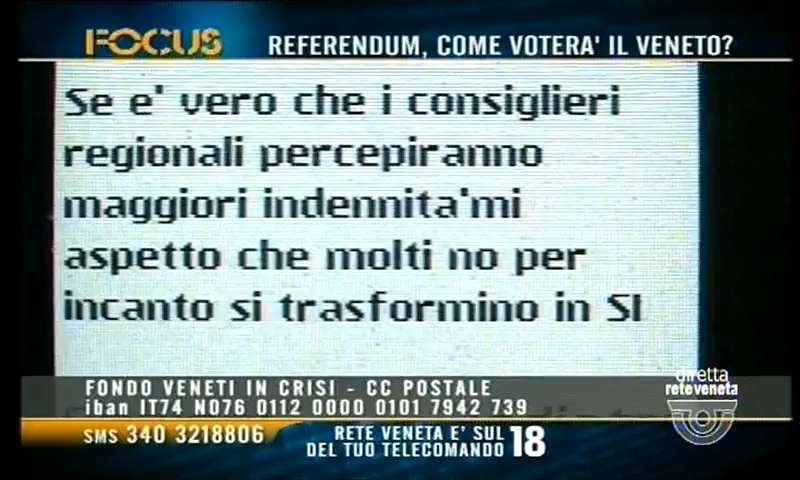 FOCUS
REFERENDUM, COME VOTERA' IL VENETO?
Se e' vero che i consiglieri
regionali percepiranno
maggiori indennita'mi
aspetto che molti no per
incanto si trasformino in SI
diretta
reteveneta
FONDO VENETI IN CRISI - CC POSTALE
iban IT74 N076 0112 0000 0101 7942 739
SMS 340 3218806
RETE VENETA E' SUL
DEL TUO TELECOMANDO 18